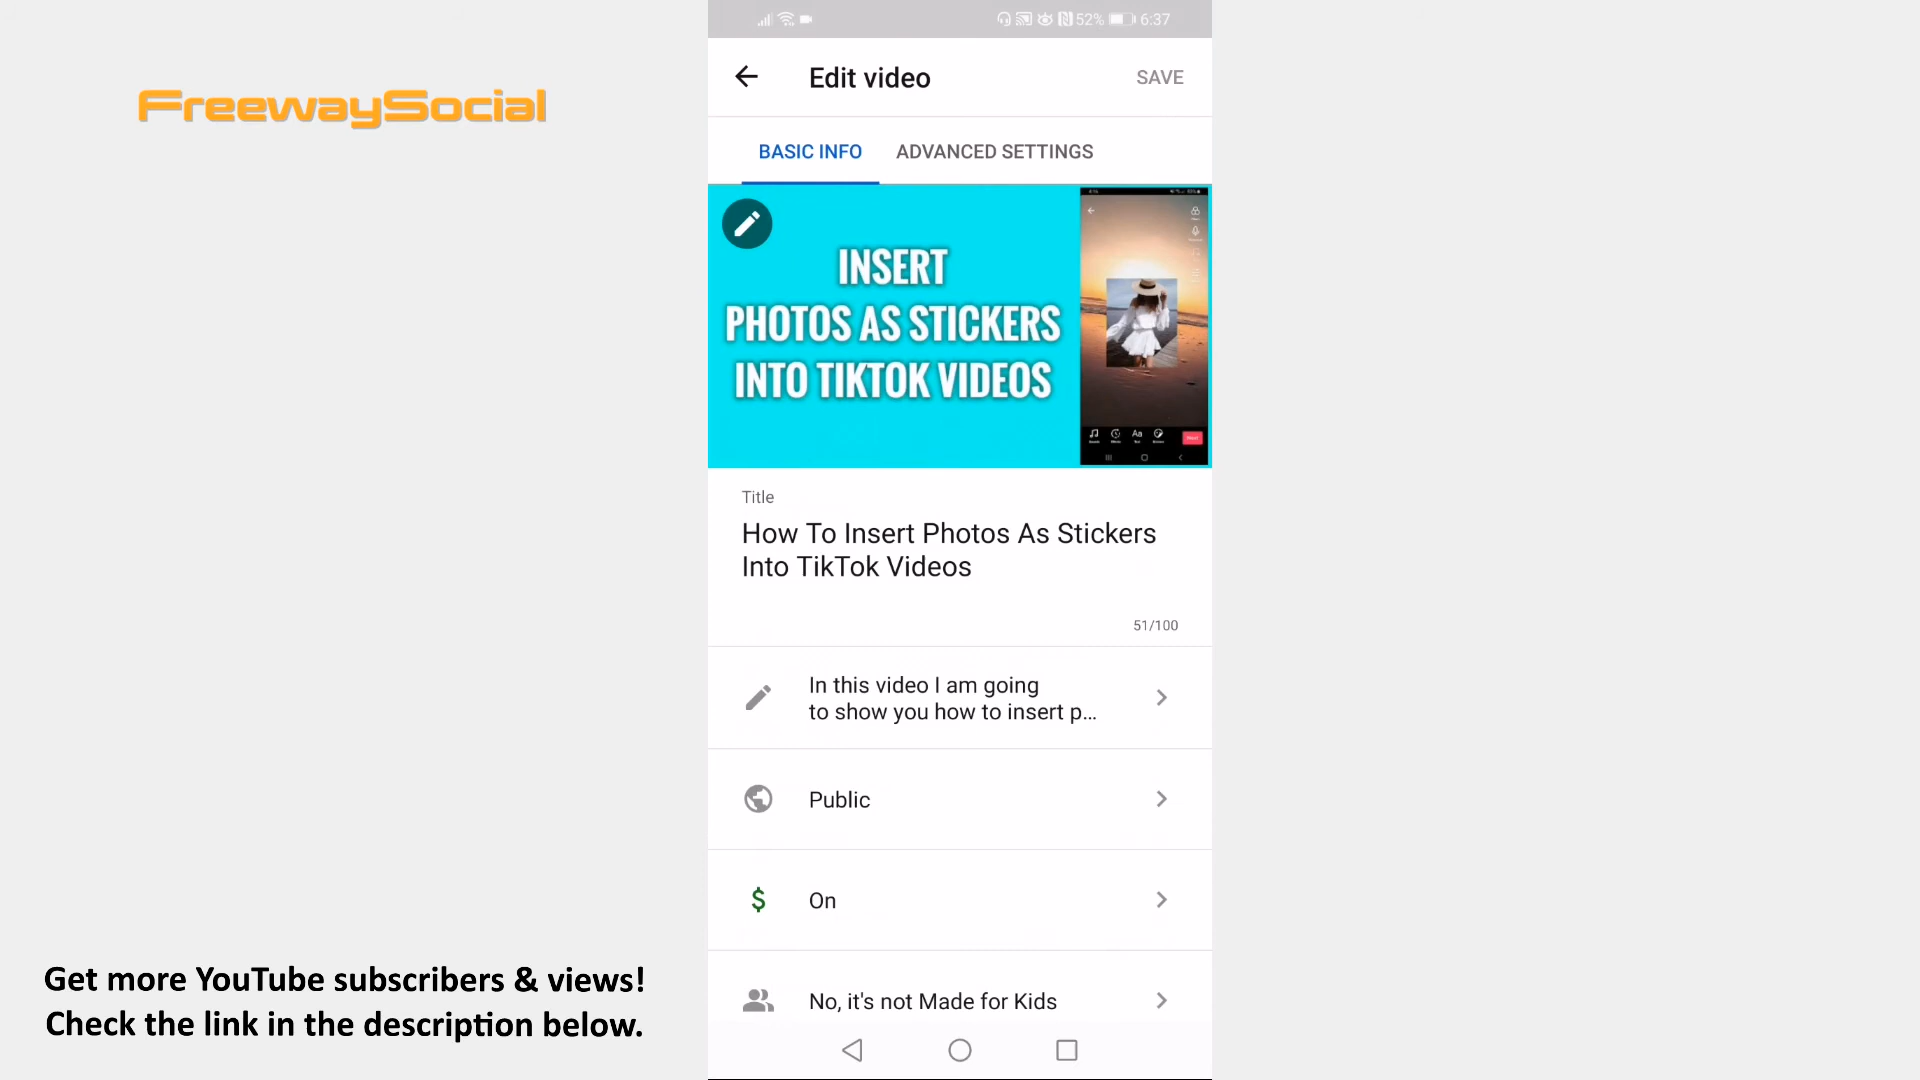 52% 6:37
FreewaySocial
Edit video
SAVE
BASIC INFO
ADVANCED SETTINGS
INSERT
PHOTOS AS STICKERS
INTO TIKTOK VIDEOS
Title
How To Insert Photos As Stickers
Into TikTok Videos
51/100
In this video I am going
to show you how to insert p...
Public
$ On
No, it's not Made for Kids
Get more YouTube subscribers & views!
Check the link in the description below.